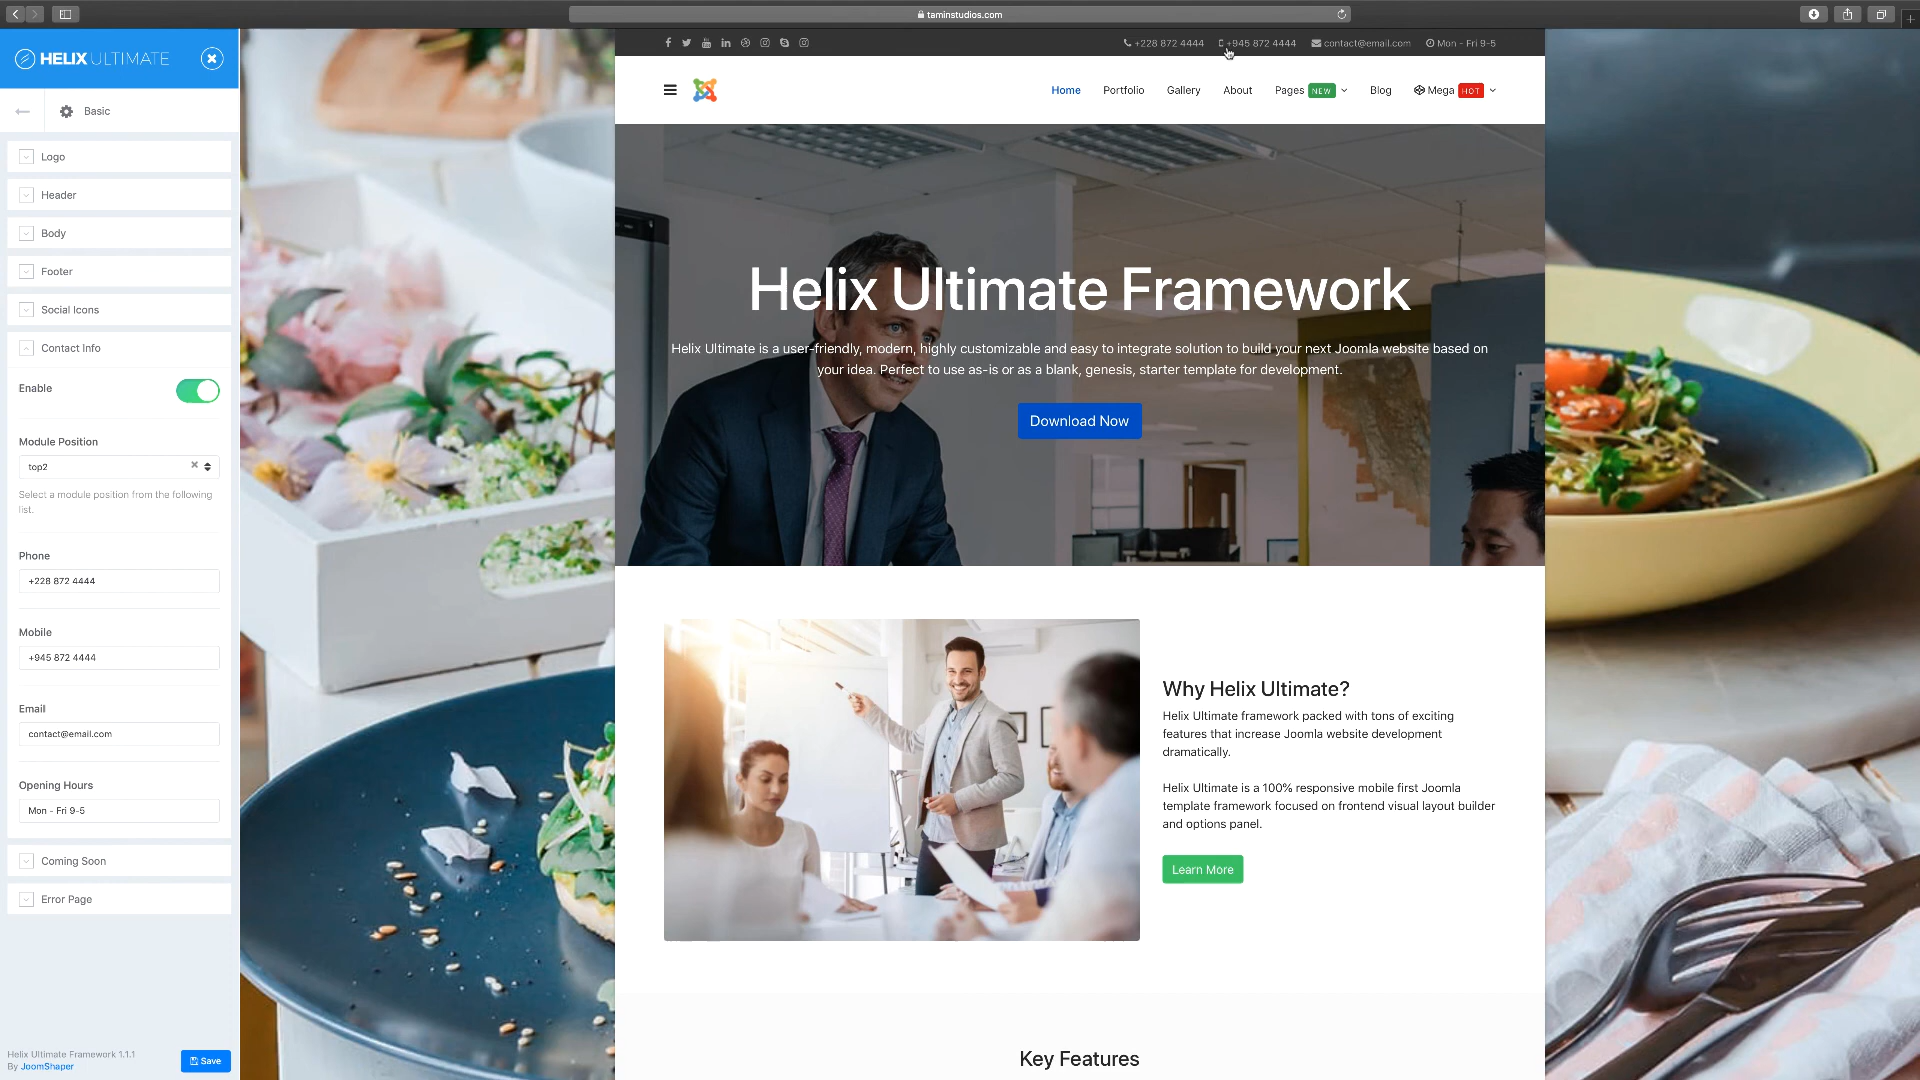 taminstudios.com
HELIX ULTIMATE
Basic
Logo
Header
Body
Footer
Social Icons
Contact Info
Enable
Module Position
top2
Select a module position from the following
list.
Phone
+228 872 4444
Mobile
+945 872 4444
Email
contact@email.com
Opening Hours
Mon - Fri 9-5
Coming Soon
Error Page
Helix Ultimate Framework 1.1.1
By JoomShaper
Save
+228 872 4444 +945 872 4444 contact@email.com Mon - Fri 9-5
Home Portfolio Gallery About Pages NEW Blog Mega HOT
Helix Ultimate Framework
Helix Ultimate is a user-friendly, modern, highly customizable and easy to integrate solution to build your next Joomla website based on
your idea. Perfect to use as-is or as a blank, genesis, starter template for development.
Download Now
Why Helix Ultimate?
Helix Ultimate framework packed with tons of exciting
features that increase Joomla website development
dramatically.
Helix Ultimate is a 100% responsive mobile first Joomla
template framework focused on frontend visual layout builder
and options panel.
Learn More
Key Features